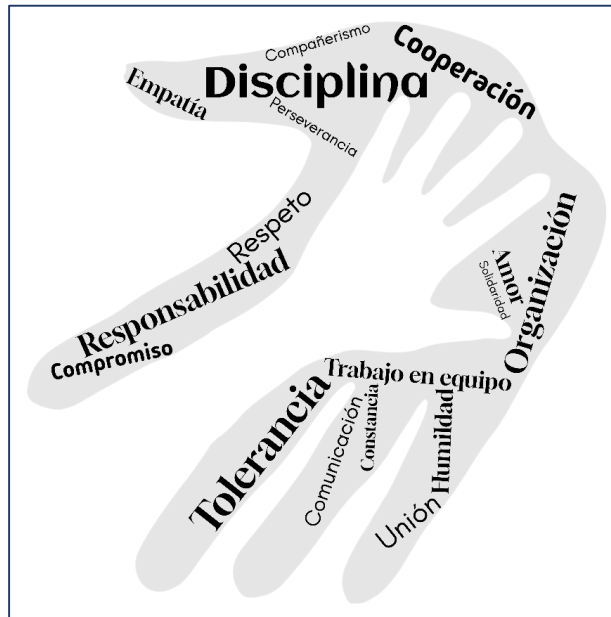 Compañerismo
Cooperación
Empatía
Disciplina
Perseverancia
Respeto
Organización
Amor
Solidaridad
Responsabilidad
Compromiso
Trabajo en equipo
Tolerancia
Comunicación
Constancia
Humildad
Unión